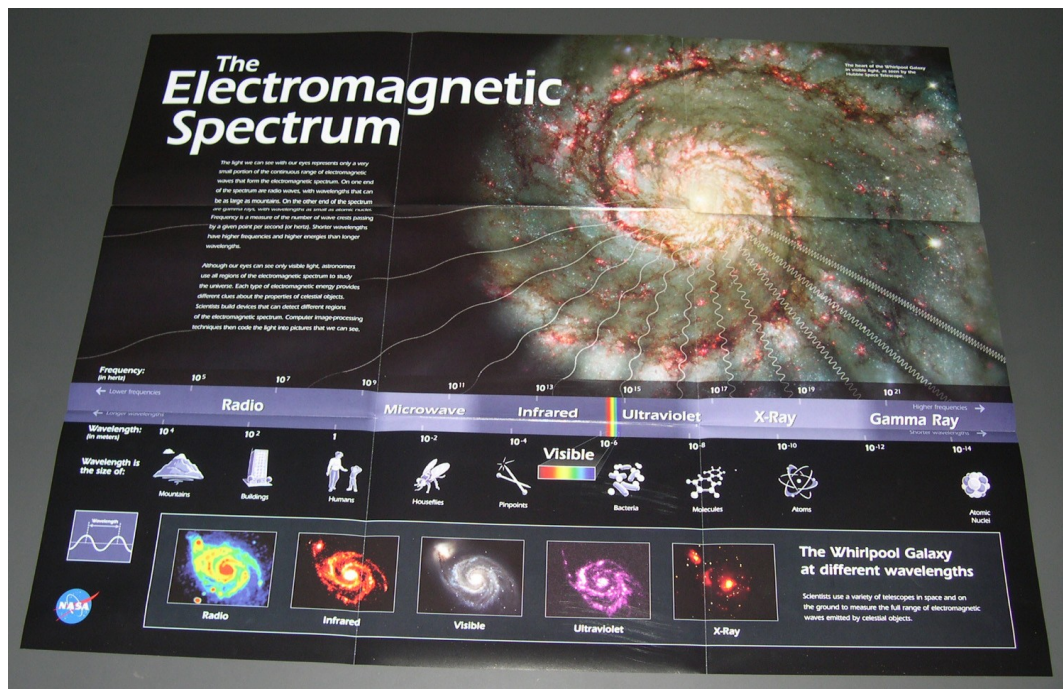 The
Electromagnetic
Spectrum
The heart of the Whirlpool Galaxy
in visible light, as seen by the
Hubble Space Telescope.
The light we can see with our eyes represents only a very
small portion of the continuous range of electromagnetic
waves that form the electromagnetic spectrum. On one end
of the spectrum are radio waves, with wavelengths that can
be as large as mountains. On the other end of the spectrum
are gamma rays, with wavelengths as small as atomic nuclei.
Frequency is a measure of the number of wave crests passing
by a given point per second (or hertz). Shorter wavelengths
have higher frequencies and higher energies than longer
wavelengths.
Although our eyes can see only visible light, astronomers
use all regions of the electromagnetic spectrum to study
the universe. Each type of electromagnetic energy provides
different clues about the properties of celestial objects.
Scientists build devices that can detect different regions
of the electromagnetic spectrum. Computer image-processing
techniques then code the light into pictures that we can see.
Frequency:
(in hertz)
10⁵ 10⁷ 10⁹ 10¹¹ 10¹³ 10¹⁵ 10¹⁷ 10¹⁹ 10²¹
← Lower frequencies
Higher frequencies →
Radio Microwave Infrared Ultraviolet X-Ray Gamma Ray
← Longer wavelengths
Shorter wavelengths →
Wavelength:
(in meters)
10⁴ 10² 1 10⁻² 10⁻⁴ 10⁻⁶ 10⁻⁸ 10⁻¹⁰ 10⁻¹² 10⁻¹⁴
Visible
Wavelength is
the size of:
Mountains Buildings Humans Houseflies Pinpoints Bacteria Molecules Atoms Atomic
Nuclei
Wavelength
NASA
Radio Infrared Visible Ultraviolet X-Ray
The Whirlpool Galaxy
at different wavelengths
Scientists use a variety of telescopes in space and on
the ground to measure the full range of electromagnetic
waves emitted by celestial objects.